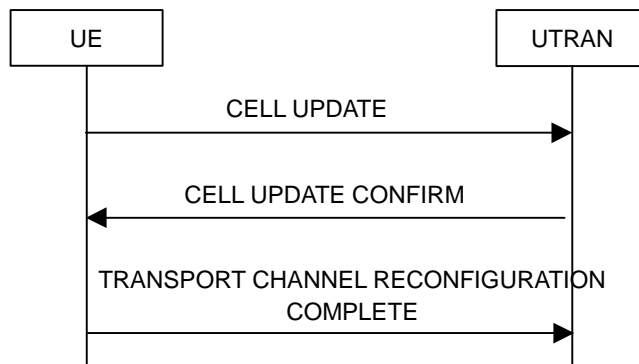 UE
UTRAN
CELL UPDATE
CELL UPDATE CONFIRM
TRANSPORT CHANNEL RECONFIGURATION
COMPLETE